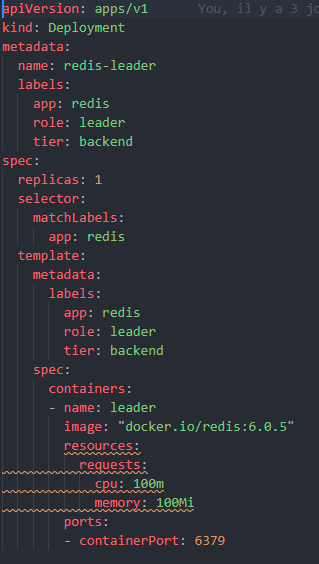 apiVersion: apps/v1 You, il y a 3 jo
kind: Deployment
metadata:
  name: redis-leader
  labels:
    app: redis
    role: leader
    tier: backend
spec:
  replicas: 1
  selector:
    matchLabels:
      app: redis
  template:
    metadata:
      labels:
        app: redis
        role: leader
        tier: backend
    spec:
      containers:
      - name: leader
        image: "docker.io/redis:6.0.5"
        resources:
          requests:
            cpu: 100m
            memory: 100Mi
        ports:
        - containerPort: 6379